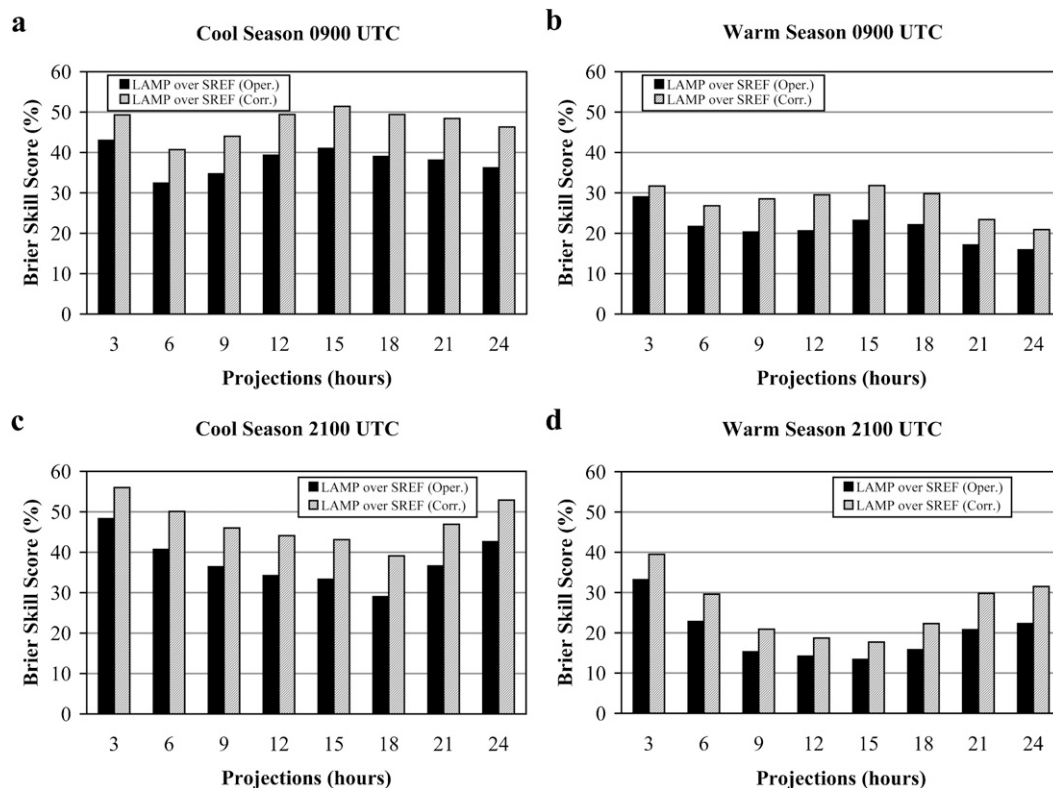 a
Cool Season 0900 UTC
LAMP over SREF (Oper.)
LAMP over SREF (Corr.)
Brier Skill Score (%)
60
50
40
30
20
10
0
3 6 9 12 15 18 21 24
Projections (hours)
b
Warm Season 0900 UTC
LAMP over SREF (Oper.)
LAMP over SREF (Corr.)
Brier Skill Score (%)
60
50
40
30
20
10
0
3 6 9 12 15 18 21 24
Projections (hours)
c
Cool Season 2100 UTC
LAMP over SREF (Oper.)
LAMP over SREF (Corr.)
Brier Skill Score (%)
60
50
40
30
20
10
0
3 6 9 12 15 18 21 24
Projections (hours)
d
Warm Season 2100 UTC
LAMP over SREF (Oper.)
LAMP over SREF (Corr.)
Brier Skill Score (%)
60
50
40
30
20
10
0
3 6 9 12 15 18 21 24
Projections (hours)